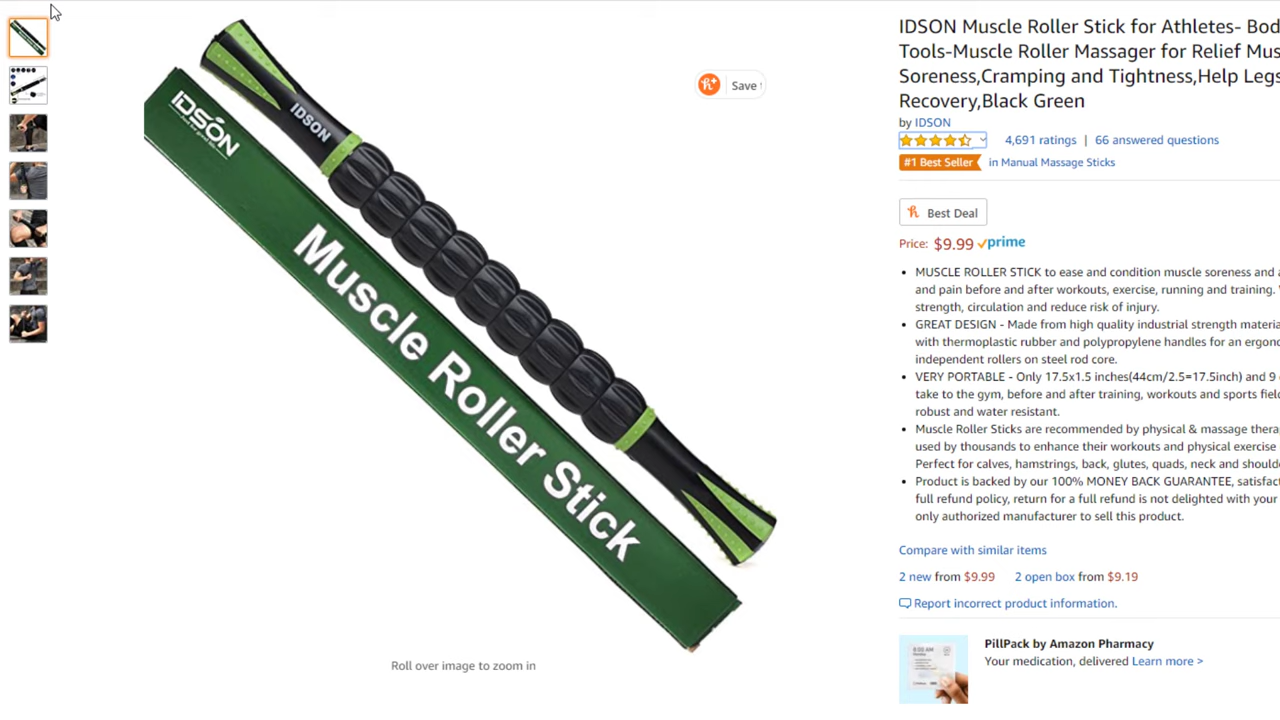 IDSON Muscle Roller Stick for Athletes- Bod
Tools-Muscle Roller Massager for Relief Mus
Soreness,Cramping and Tightness,Help Legs
Recovery,Black Green
by IDSON
4,691 ratings | 66 answered questions
#1 Best Seller in Manual Massage Sticks
Save
IDSON
IDSON
Muscle Roller Stick
Best Deal
Price: $9.99 prime
MUSCLE ROLLER STICK to ease and condition muscle soreness and a
and pain before and after workouts, exercise, running and training.
strength, circulation and reduce risk of injury.
GREAT DESIGN - Made from high quality industrial strength materia
with thermoplastic rubber and polypropylene handles for an ergono
independent rollers on steel rod core.
VERY PORTABLE - Only 17.5x1.5 inches(44cm/2.5=17.5inch) and 9
take to the gym, before and after training, workouts and sports fiel
robust and water resistant.
Muscle Roller Sticks are recommended by physical & massage thera
used by thousands to enhance their workouts and physical exercise
Perfect for calves, hamstrings, back, glutes, quads, neck and should
Product is backed by our 100% MONEY BACK GUARANTEE, satisfact
full refund policy, return for a full refund is not delighted with your
only authorized manufacturer to sell this product.
Compare with similar items
2 new from $9.99 2 open box from $9.19
Report incorrect product information.
PillPack by Amazon Pharmacy
Your medication, delivered Learn more >
Roll over image to zoom in